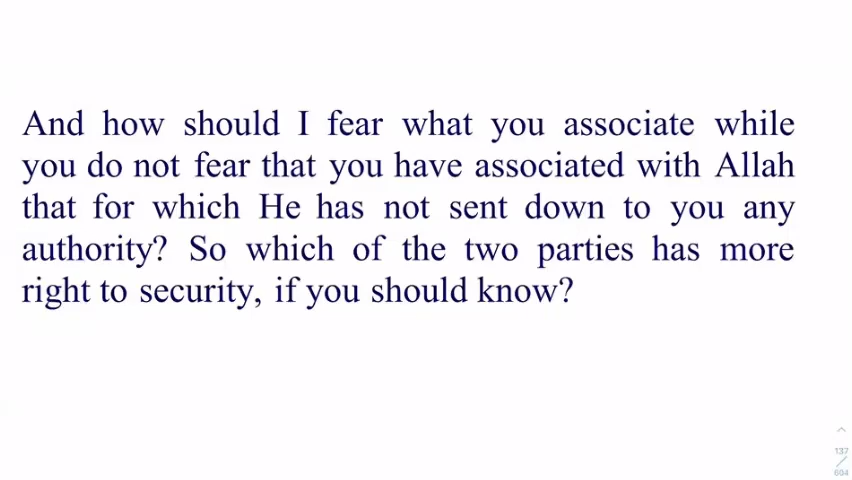 And how should I fear what you associate while
you do not fear that you have associated with Allah
that for which He has not sent down to you any
authority? So which of the two parties has more
right to security, if you should know?
137
604